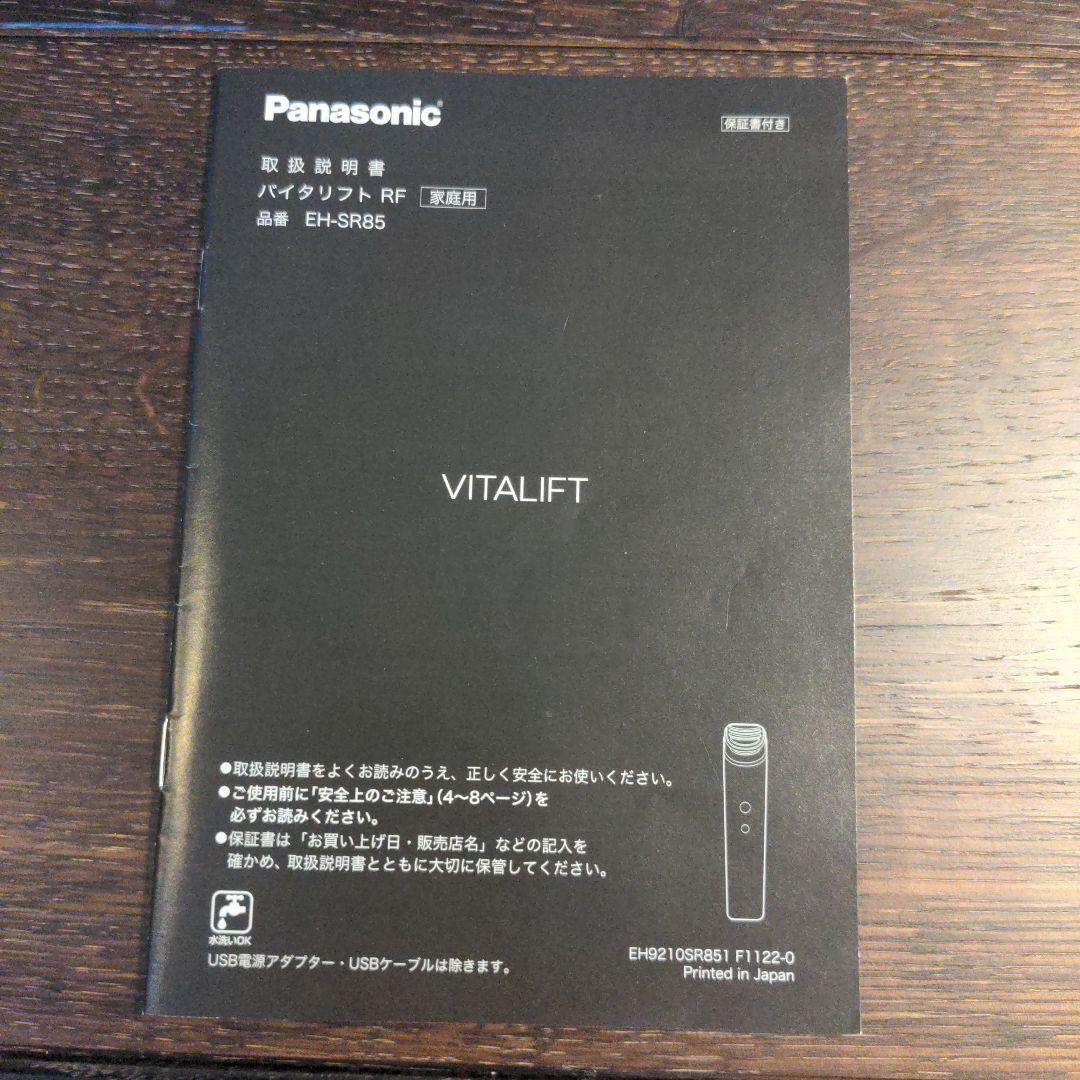 Panasonic®
保証書付き
取扱説明書
バイタリフト RF 家庭用
品番 EH-SR85
VITALIFT
●取扱説明書をよくお読みのうえ、正しく安全にお使いください。
●ご使用前に「安全上のご注意」(4〜8ページ)を
必ずお読みください。
●保証書は「お買い上げ日・販売店名」などの記入を
確かめ、取扱説明書とともに大切に保管してください。
水洗いOK
USB電源アダプター・USBケーブルは除きます。
EH9210SR851 F1122-0
Printed in Japan